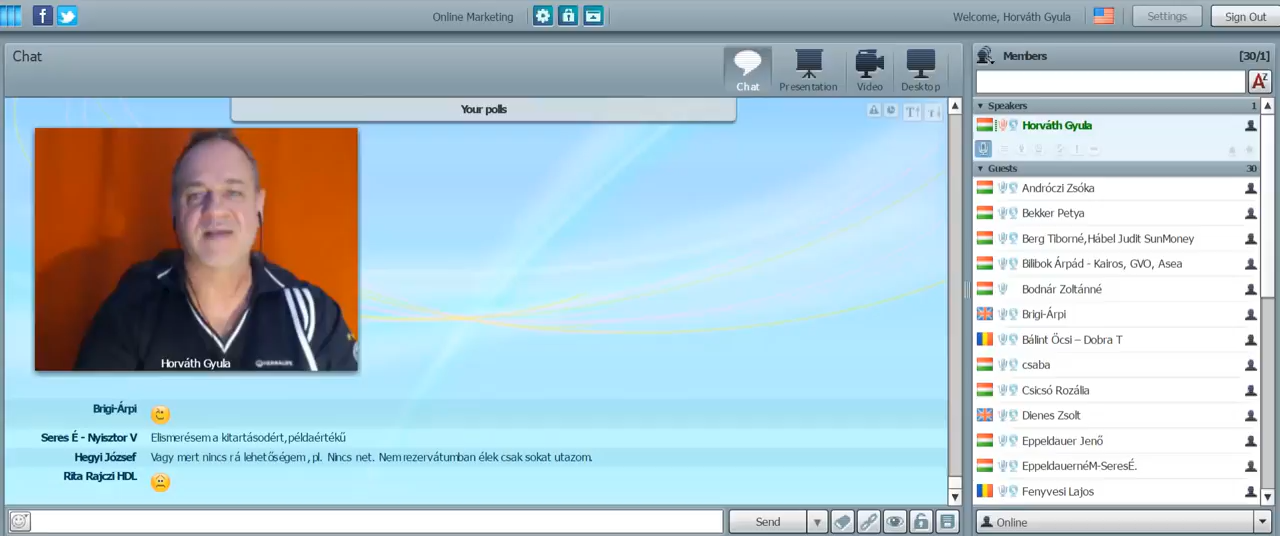 Online Marketing
Welcome, Horváth Gyula
Settings
Sign Out
Chat
Chat
Presentation
Video
Desktop
Members
[30/1]
Your polls
Speakers 1
Horváth Gyula
Guests 30
Andróczi Zsóka
Bekker Petya
Berg Tiborné,Hábel Judit SunMoney
Bilibok Árpád - Kairos, GVO, Asea
Bodnár Zoltánné
Brigi-Árpi
Bálint Öcsi – Dobra T
csaba
Csicsó Rozália
Dienes Zsolt
Eppeldauer Jenő
EppeldauernéM-SeresÉ.
Fenyvesi Lajos
Horváth Gyula
HERBALIFE
Brigi-Árpi
Seres É - Nyisztor V Elismerésem a kitartásodért,példaértékű
Hegyi József Vagy mert nincs rá lehetőségem, pl. Nincs net. Nem rezervátumban élek csak sokat utazom.
Rita Rajczi HDL
Send
Online